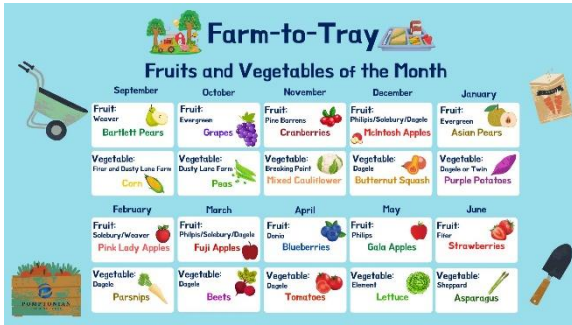 Farm-to-Tray
Fruits and Vegetables of the Month
September
Fruit:
Weaver
Bartlett Pears
Vegetable:
Fifer and Dusty Lane Farm
Corn
October
Fruit:
Evergreen
Grapes
Vegetable:
Dusty Lane Farm
Peas
November
Fruit:
Pine Barrens
Cranberries
Vegetable:
Breaking Point
Mixed Cauliflower
December
Fruit:
Philips/Solebury/Dagele
McIntosh Apples
Vegetable:
Dagele
Butternut Squash
January
Fruit:
Evergreen
Asian Pears
Vegetable:
Dagele or Twin
Purple Potatoes
February
Fruit:
Solebury/Weaver
Pink Lady Apples
Vegetable:
Dagele
Parsnips
March
Fruit:
Philpis/Solebury/Dagele
Fuji Apples
Vegetable:
Dagele
Beets
April
Fruit:
Donio
Blueberries
Vegetable:
Dagele
Tomatoes
May
Fruit:
Philips
Gala Apples
Vegetable:
Element
Lettuce
June
Fruit:
Fifer
Strawberries
Vegetable:
Sheppard
Asparagus
POMPTONIAN